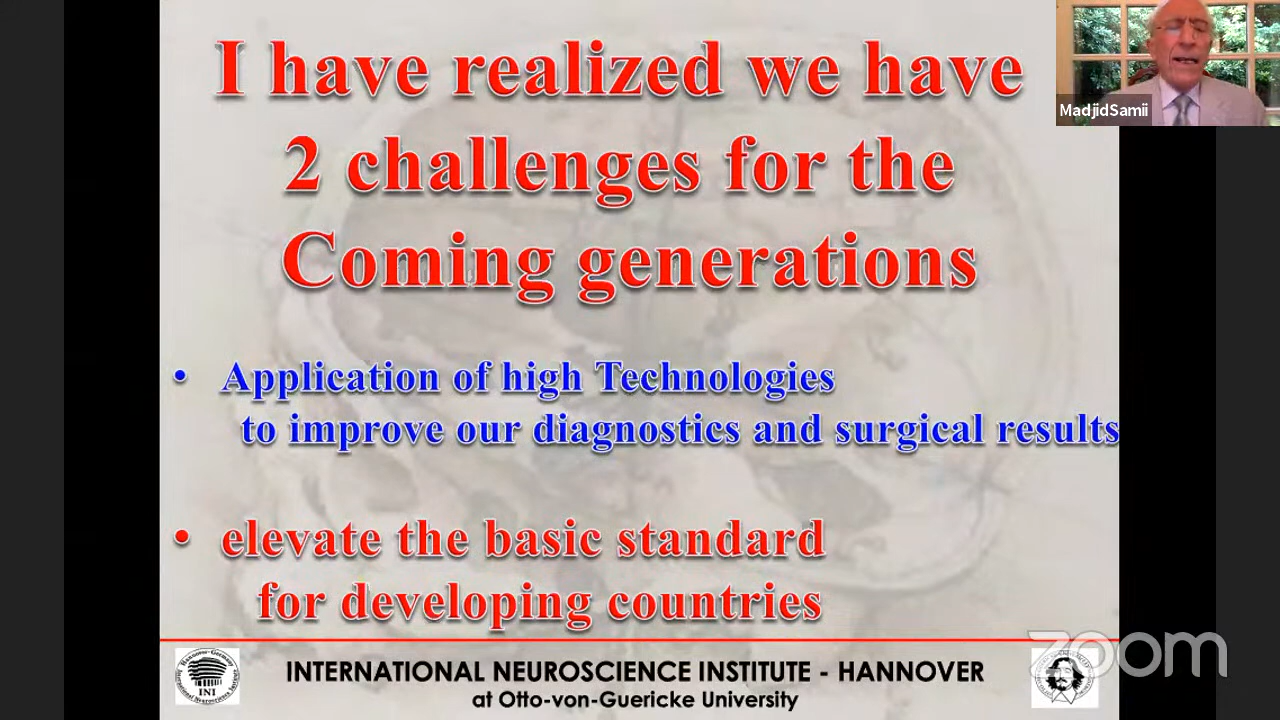 I have realized we have
2 challenges for the
Coming generations
MadjidSamii
• Application of high Technologies
to improve our diagnostics and surgical results
• elevate the basic standard
for developing countries
INTERNATIONAL NEUROSCIENCE INSTITUTE - HANNOVER
at Otto-von-Guericke University
INI
zoom